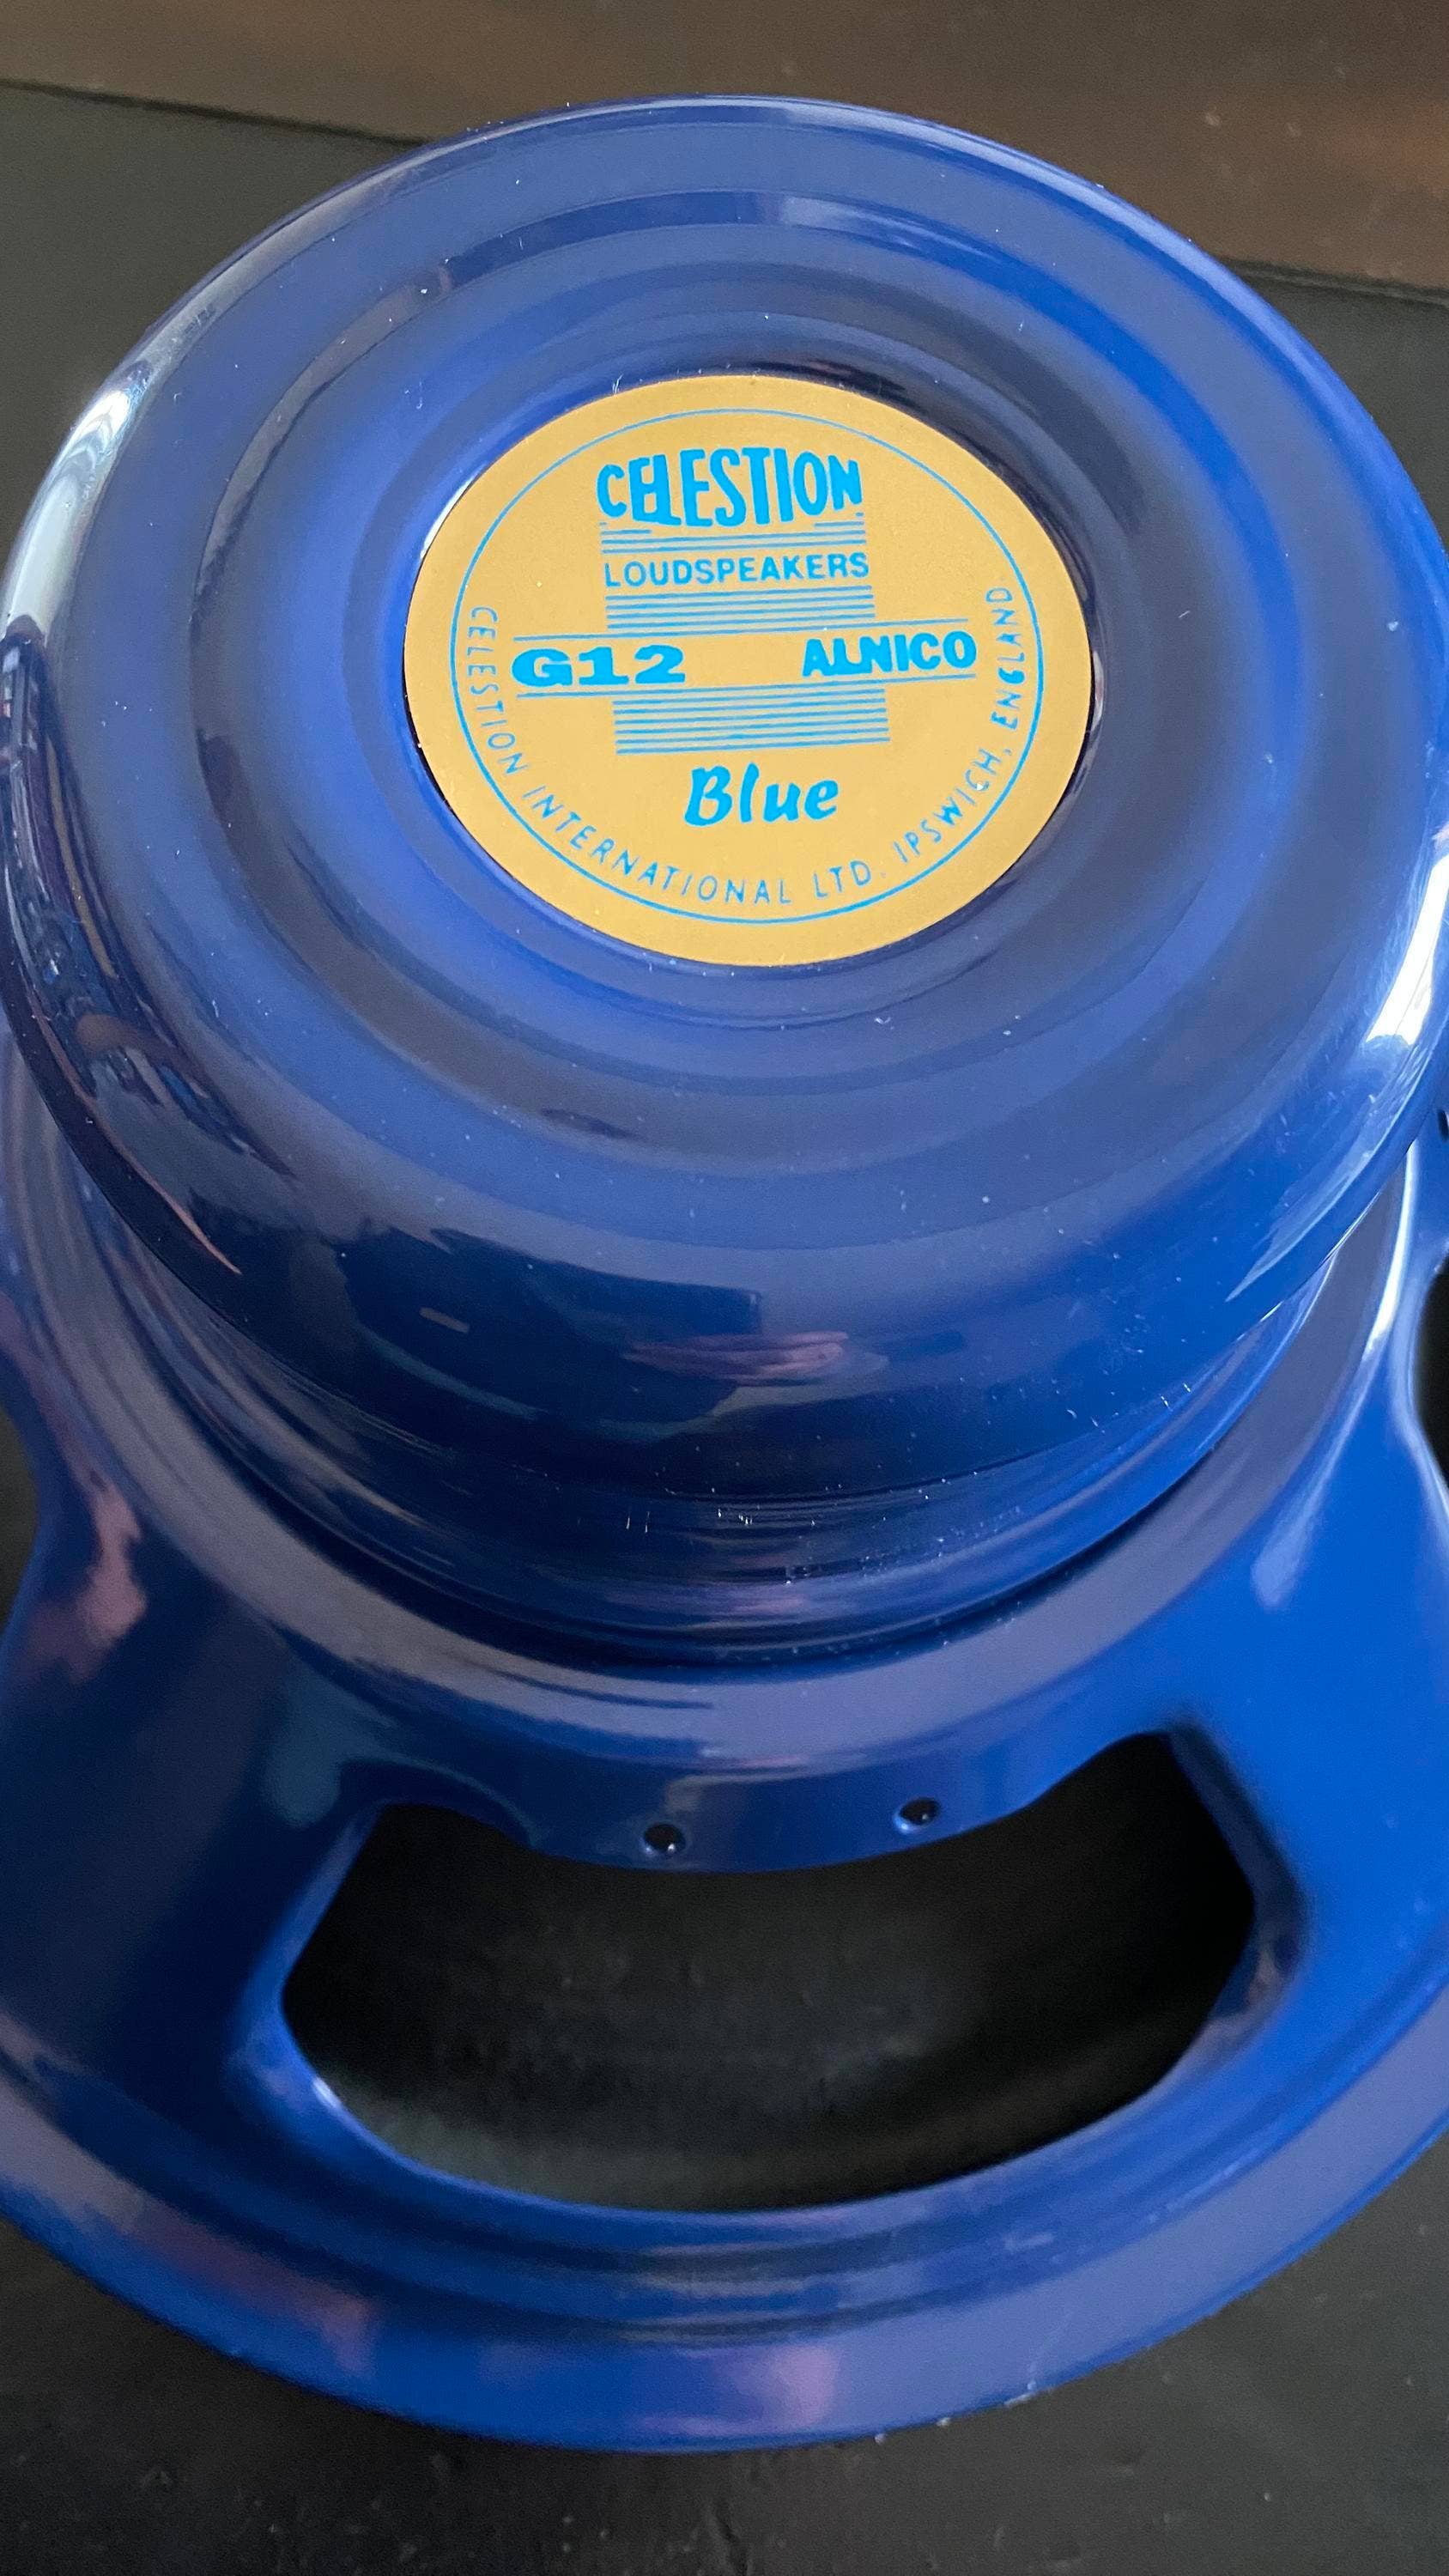 CELESTION
LOUDSPEAKERS
G12 ALNICO
Blue
CELESTION INTERNATIONAL LTD. IPSWICH, ENGLAND.